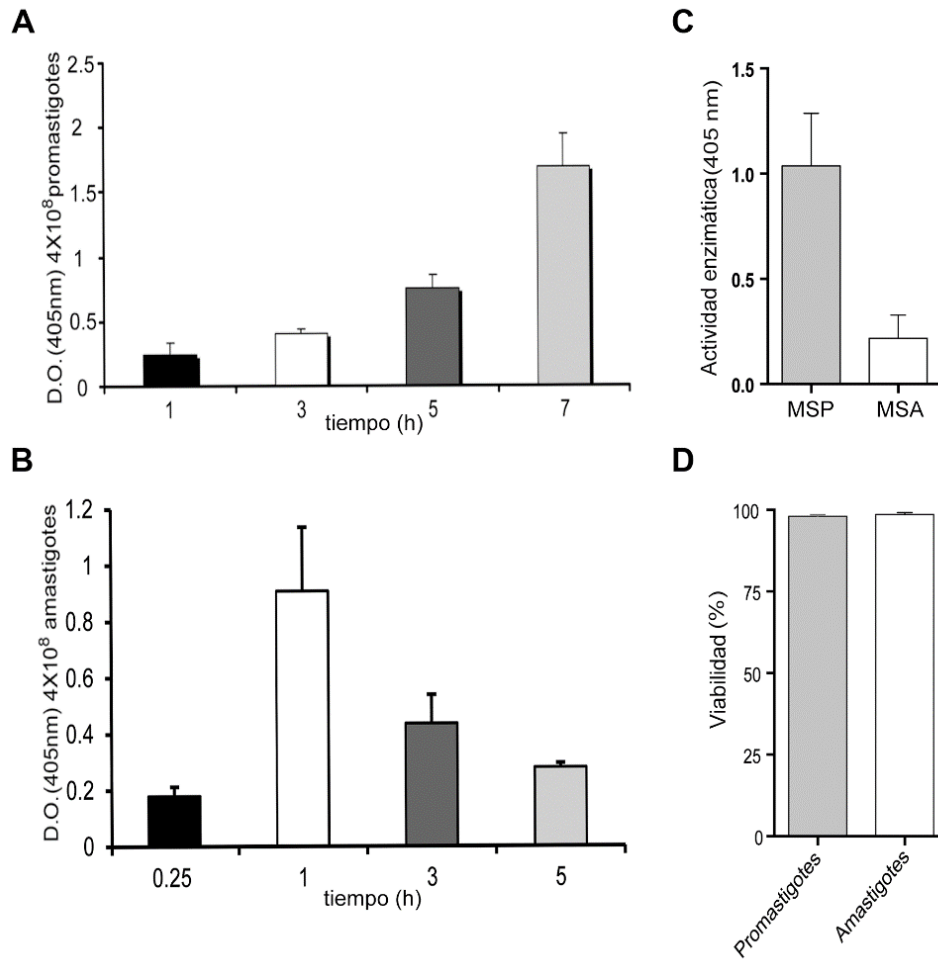 A
D.O.(405nm) 4X10⁸promastigotes
2.5
2
1.5
1
0.5
0
1 3 5 7
tiempo (h)
B
D.O.(405nm) 4X10⁸ amastigotes
1.2
1
0.8
0.6
0.4
0.2
0
0.25 1 3 5
tiempo (h)
C
Actividad enzimática(405 nm)
1.5
1.0
0.5
0.0
MSP MSA
D
Viabilidad (%)
100
75
50
25
0
Promastigotes
Amastigotes